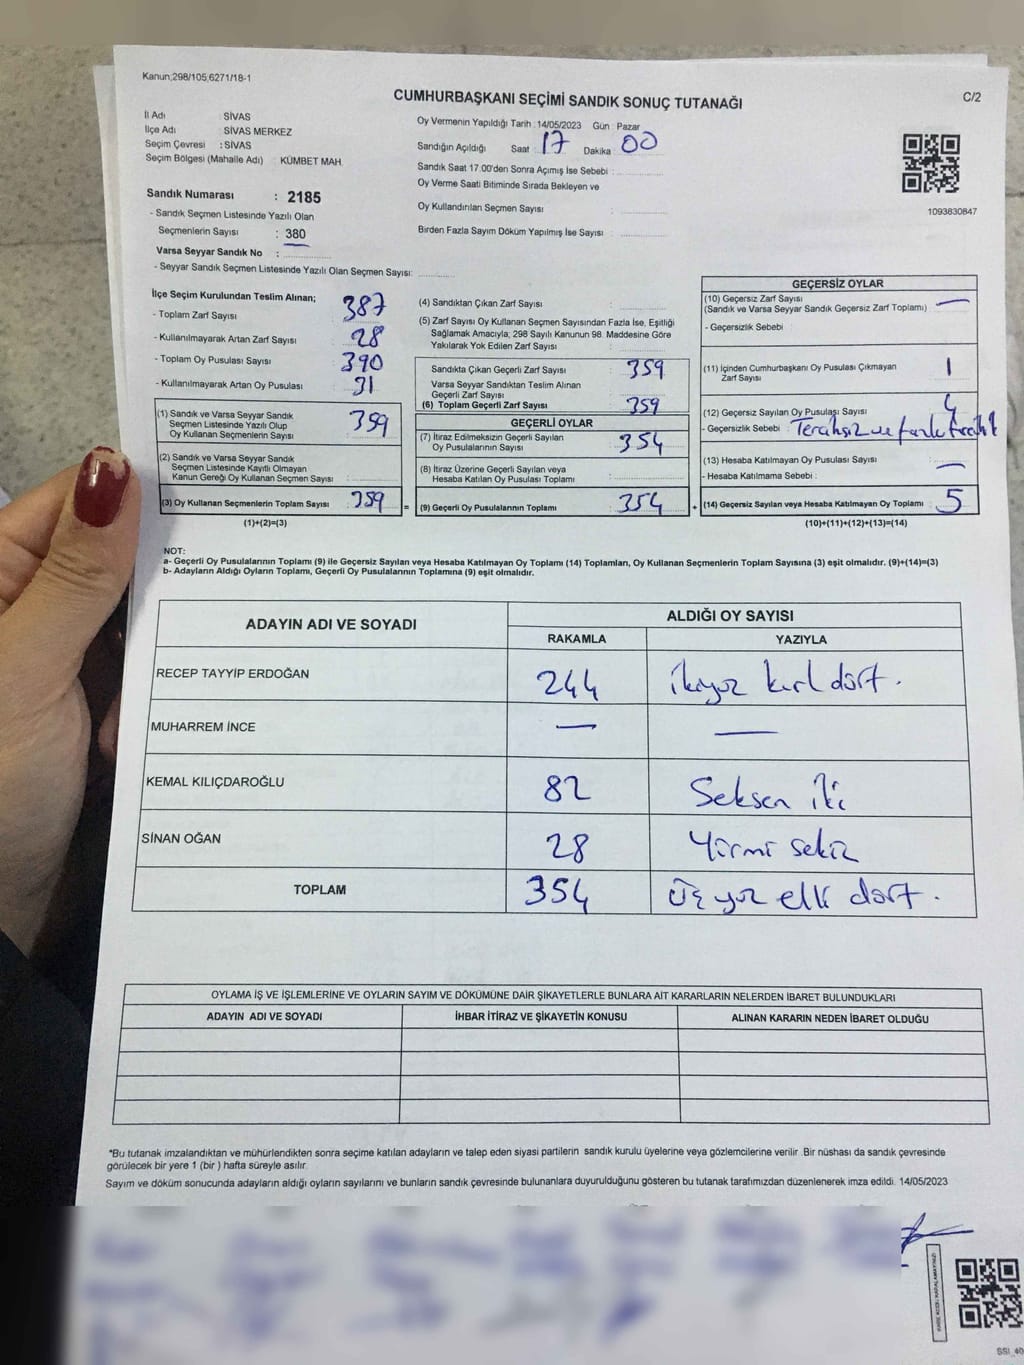 Kanun;298/105,6271/18-1
CUMHURBAŞKANI SEÇİMİ SANDIK SONUÇ TUTANAĞI
C/2
İl Adı : SİVAS
İlçe Adı : SİVAS MERKEZ
Seçim Çevresi : SİVAS
Seçim Bölgesi (Mahalle Adı) : KÜMBET MAH.
Sandık Numarası : 2185
- Sandık Seçmen Listesinde Yazılı Olan
Seçmenlerin Sayısı : 380
Varsa Seyyar Sandık No :
- Seyyar Sandık Seçmen Listesinde Yazılı Olan Seçmen Sayısı:
Oy Vermenin Yapıldığı Tarih :14/05/2023 Gün : Pazar
Sandığın Açıldığı Saat : 17 Dakika : 00
Sandık Saat 17.00'den Sonra Açımış İse Sebebi :
Oy Verme Saati Bitiminde Sırada Bekleyen ve
Oy Kullandırılan Seçmen Sayısı :
Birden Fazla Sayım Döküm Yapılmış İse Sayısı :
1093830847
İlçe Seçim Kurulundan Teslim Alınan;
- Toplam Zarf Sayısı : 387
- Kullanılmayarak Artan Zarf Sayısı : 28
- Toplam Oy Pusulası Sayısı : 390
- Kullanılmayarak Artan Oy Pusulası : 31
(1) Sandık ve Varsa Seyyar Sandık
Seçmen Listesinde Yazılı Olup
Oy Kullanan Seçmenlerin Sayısı : 359
(2) Sandık ve Varsa Seyyar Sandık
Seçmen Listesinde Kayıtlı Olmayan
Kanun Gereği Oy Kullanan Seçmen Sayısı :
(3) Oy Kullanan Seçmenlerin Toplam Sayısı : 359
=
(1)+(2)=(3)
(4) Sandıktan Çıkan Zarf Sayısı :
(5) Zarf Sayısı Oy Kullanan Seçmen Sayısından Fazla İse, Eşitliği
Sağlamak Amacıyla; 298 Sayılı Kanunun 98. Maddesine Göre
Yakılarak Yok Edilen Zarf Sayısı :
Sandıkta Çıkan Geçerli Zarf Sayısı : 359
Varsa Seyyar Sandıktan Teslim Alınan
Geçerli Zarf Sayısı :
(6) Toplam Geçerli Zarf Sayısı : 359
GEÇERLİ OYLAR
(7) İtiraz Edilmeksizin Geçerli Sayılan
Oy Pusulalarının Sayısı : 354
(8) İtiraz Üzerine Geçerli Sayılan veya
Hesaba Katılan Oy Pusulası Toplamı :
(9) Geçerli Oy Pusulalarının Toplamı : 354
+
GEÇERSİZ OYLAR
(10) Geçersiz Zarf Sayısı : —
(Sandık ve Varsa Seyyar Sandık Geçersiz Zarf Toplamı)
- Geçersizlik Sebebi :
(11) İçinden Cumhurbaşkanı Oy Pusulası Çıkmayan
Zarf Sayısı : 1
(12) Geçersiz Sayılan Oy Pusulası Sayısı : 4
- Geçersizlik Sebebi : Tercihsiz ve fazla tercih
(13) Hesaba Katılmayan Oy Pusulası Sayısı : —
- Hesaba Katılmama Sebebi :
(14) Geçersiz Sayılan veya Hesaba Katılmayan Oy Toplamı : 5
(10)+(11)+(12)+(13)=(14)
NOT:
a- Geçerli Oy Pusulalarının Toplamı (9) ile Geçersiz Sayılan veya Hesaba Katılmayan Oy Toplamı (14) Toplamları, Oy Kullanan Seçmenlerin Toplam Sayısına (3) eşit olmalıdır. (9)+(14)=(3)
b- Adayların Aldığı Oyların Toplamı, Geçerli Oy Pusulalarının Toplamına (9) eşit olmalıdır.
ADAYIN ADI VE SOYADI
ALDIĞI OY SAYISI
RAKAMLA YAZIYLA
RECEP TAYYİP ERDOĞAN 244 ikiyüz kırk dört.
MUHARREM İNCE — —
KEMAL KILIÇDAROĞLU 82 Seksen iki
SİNAN OĞAN 28 Yirmi sekiz
TOPLAM 354 Üç yüz elli dört.
OYLAMA İŞ VE İŞLEMLERİNE VE OYLARIN SAYIM VE DÖKÜMÜNE DAİR ŞİKAYETLERLE BUNLARA AİT KARARLARIN NELERDEN İBARET BULUNDUKLARI
ADAYIN ADI VE SOYADI İHBAR İTİRAZ VE ŞİKAYETİN KONUSU ALINAN KARARIN NEDEN İBARET OLDUĞU
*Bu tutanak imzalandıktan ve mühürlendikten sonra seçime katılan adayların ve talep eden siyasi partilerin sandık kurulu üyelerine veya gözlemcilerine verilir .Bir nüshası da sandık çevresinde
görülecek bir yere 1 (bir ) hafta süreyle asılır.
Sayım ve döküm sonucunda adayların aldığı oyların sayılarını ve bunların sandık çevresinde bulunanlara duyurulduğunu gösteren bu tutanak tarafımızdan düzenlenerek imza edildi. 14/05/2023
KARE KODU KARALAMAYINIZ!
SSI_40